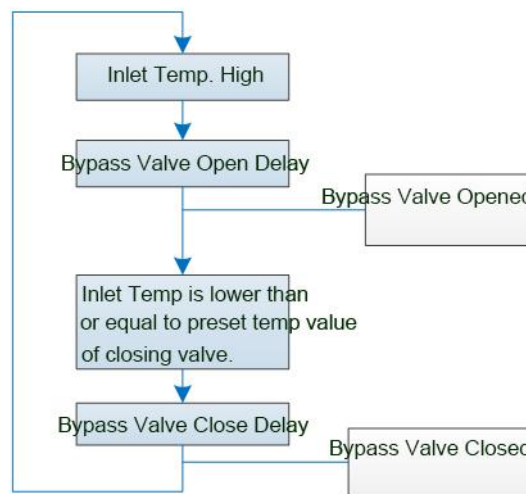 Inlet Temp. High
Bypass Valve Open Delay
Bypass Valve Opened
Inlet Temp is lower than
or equal to preset temp value
of closing valve.
Bypass Valve Close Delay
Bypass Valve Closed